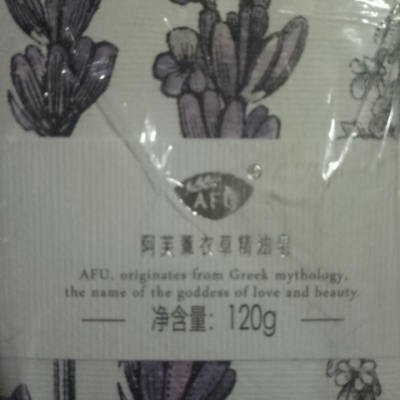 AFU
®
阿芙薰衣草精油皂
AFU, originates from Greek mythology,
the name of the goddess of love and beauty.
净含量: 120g